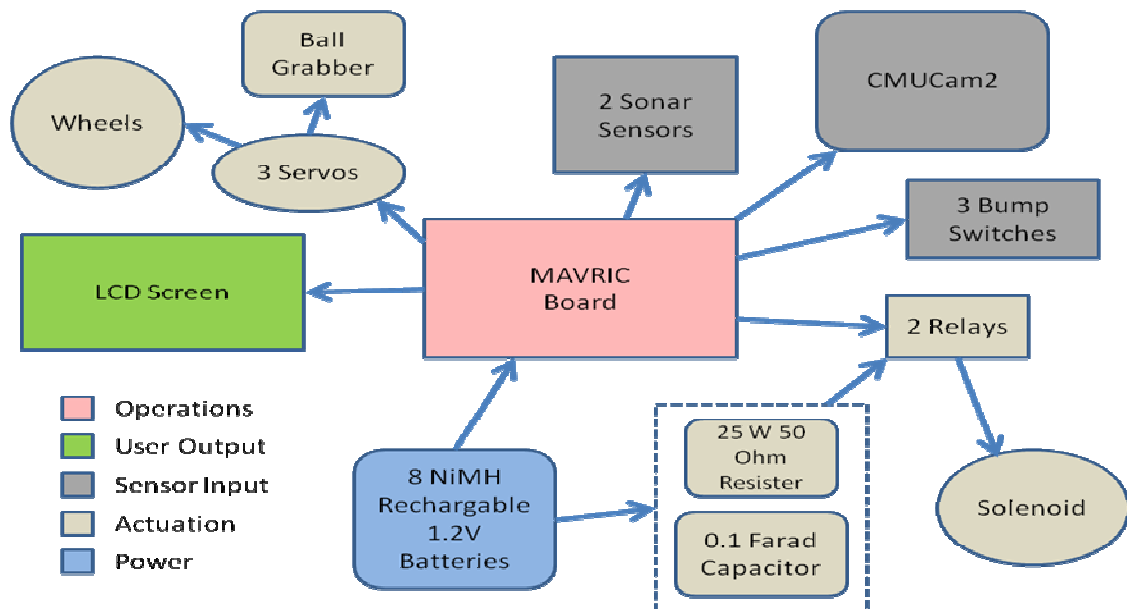 Ball
Grabber
Wheels
3 Servos
2 Sonar
Sensors
CMUCam2
3 Bump
Switches
LCD Screen
MAVRIC
Board
2 Relays
Operations
User Output
Sensor Input
Actuation
Power
8 NiMH
Rechargable
1.2V
Batteries
25 W 50
Ohm
Resister
0.1 Farad
Capacitor
Solenoid